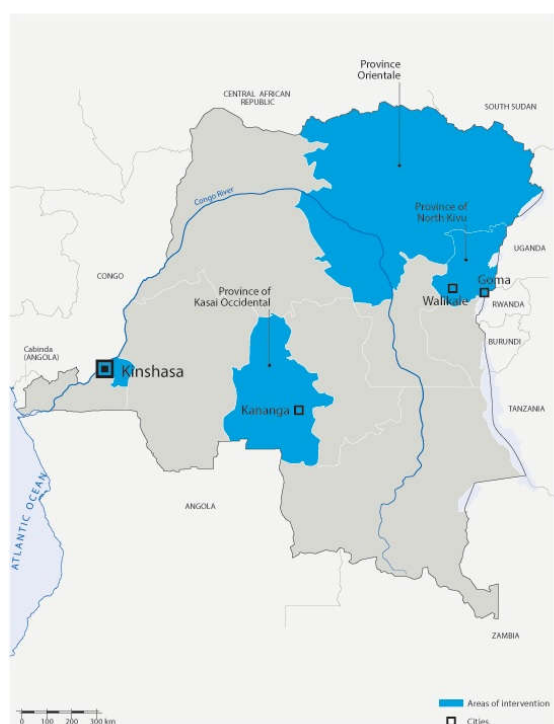 Province
Orientale
CENTRAL AFRICAN
REPUBLIC
SOUTH SUDAN
Congo River
Province of
North Kivu
UGANDA
CONGO
Goma
Province of
Kasai Occidental
Walikale
RWANDA
BURUNDI
Cabinda
(ANGOLA)
Kinshasa
TANZANIA
Kananga
ATLANTIC OCEAN
ANGOLA
ZAMBIA
Areas of intervention
0 100 200 300 km
Cities